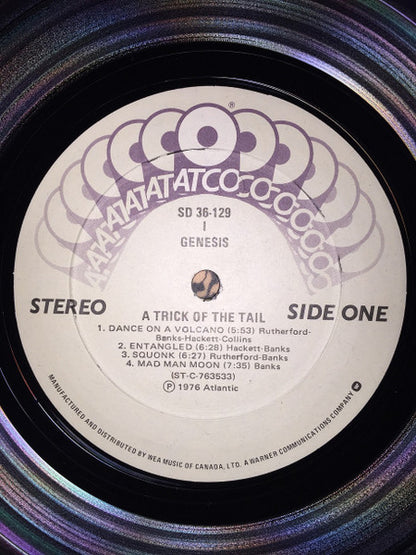 ATATATATATCOCOCOCOCO
®
SD 36-129
I
GENESIS
STEREO
SIDE ONE
A TRICK OF THE TAIL
1. DANCE ON A VOLCANO (5:53) Rutherford-
Banks-Hackett-Collins
2. ENTANGLED (6:28) Hackett-Banks
3. SQUONK (6:27) Rutherford-Banks
4. MAD MAN MOON (7:35) Banks
(ST-C-763533)
Ⓟ 1976 Atlantic
MANUFACTURED AND DISTRIBUTED BY WEA MUSIC OF CANADA, LTD. A WARNER COMMUNICATIONS COMPANY